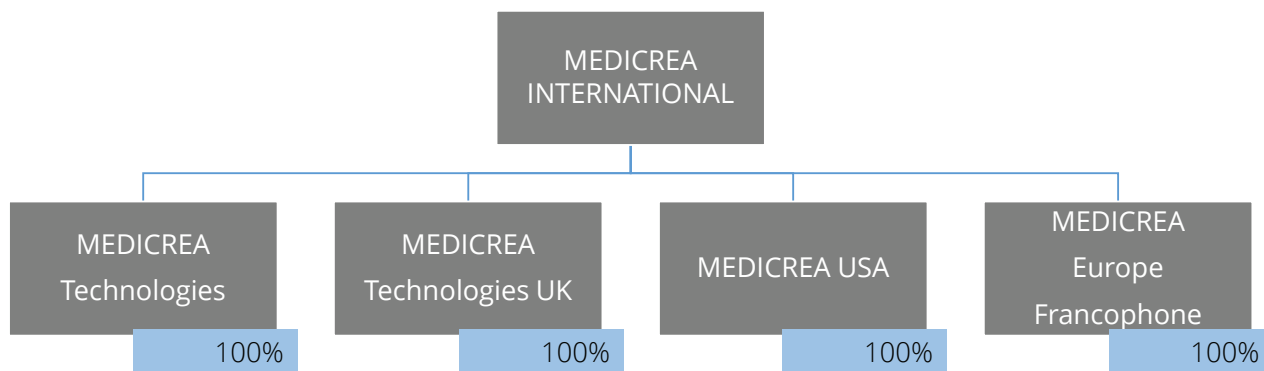 MEDICREA
INTERNATIONAL
MEDICREA
Technologies
100%
MEDICREA
Technologies UK
100%
MEDICREA USA
100%
MEDICREA
Europe
Francophone
100%